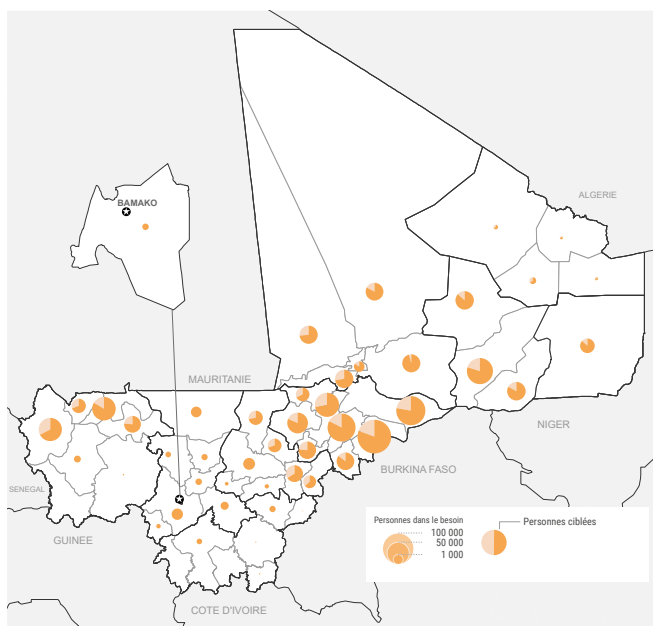 ALGERIE
BAMAKO
MAURITANIE
NIGER
BURKINA FASO
SENEGAL
GUINEE
COTE D'IVOIRE
Personnes dans le besoin
100 000
50 000
1 000
Personnes ciblées